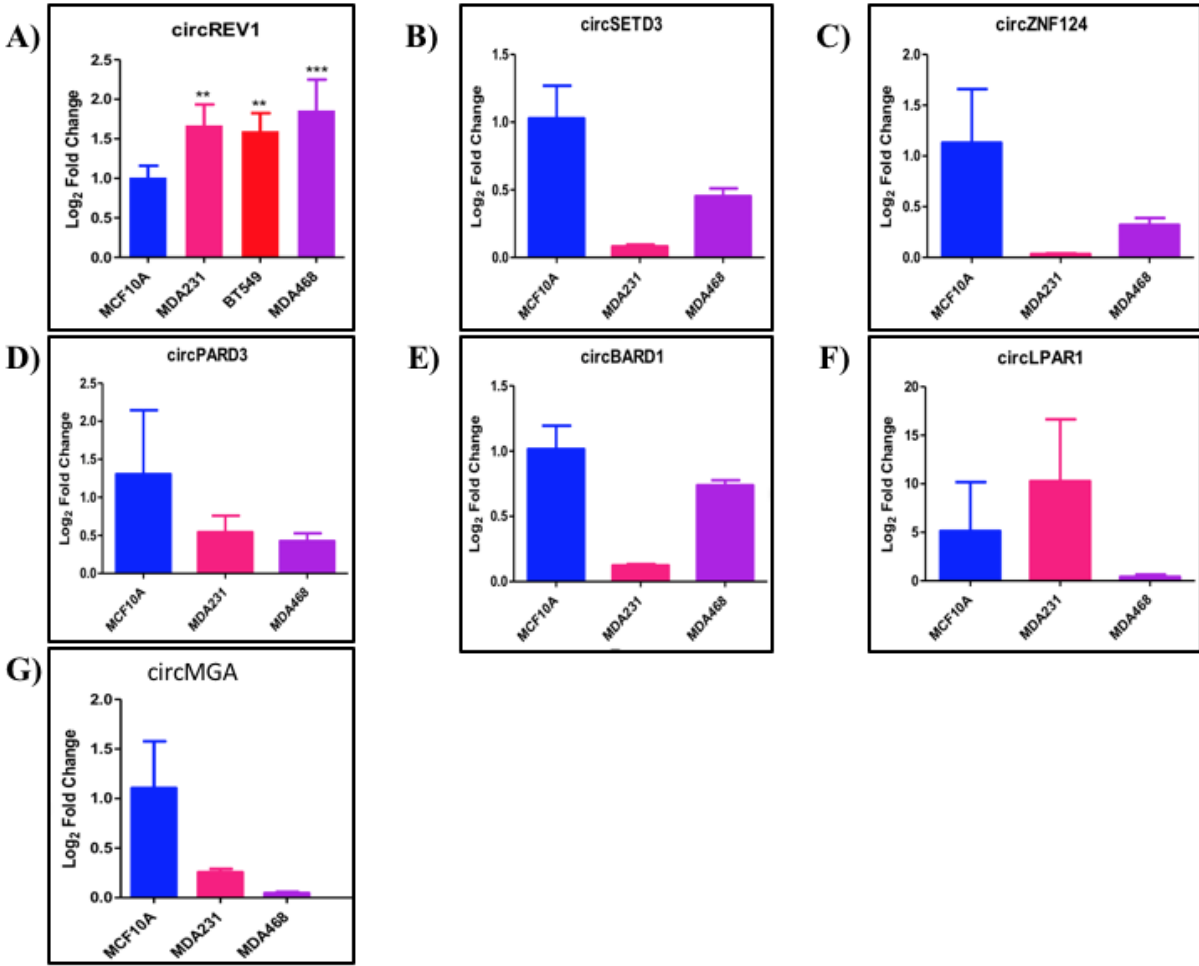 A)
circREV1
Log₂ Fold Change
2.5
2.0
1.5
1.0
0.5
0.0
**
**
***
MCF10A
MDA231
BT549
MDA468
B)
circSETD3
Log₂ Fold Change
1.5
1.0
0.5
0.0
MCF10A
MDA231
MDA468
C)
circZNF124
Log₂ Fold Change
2.0
1.5
1.0
0.5
0.0
MCF10A
MDA231
MDA468
D)
circPARD3
Log₂ Fold Change
2.5
2.0
1.5
1.0
0.5
0.0
MCF10A
MDA231
MDA468
E)
circBARD1
Log₂ Fold Change
1.5
1.0
0.5
0.0
MCF10A
MDA231
MDA468
F)
circLPAR1
Log₂ Fold Change
20
15
10
5
0
MCF10A
MDA231
MDA468
G)
circMGA
Log₂ Fold Change
2.0
1.5
1.0
0.5
0.0
MCF10A
MDA231
MDA468